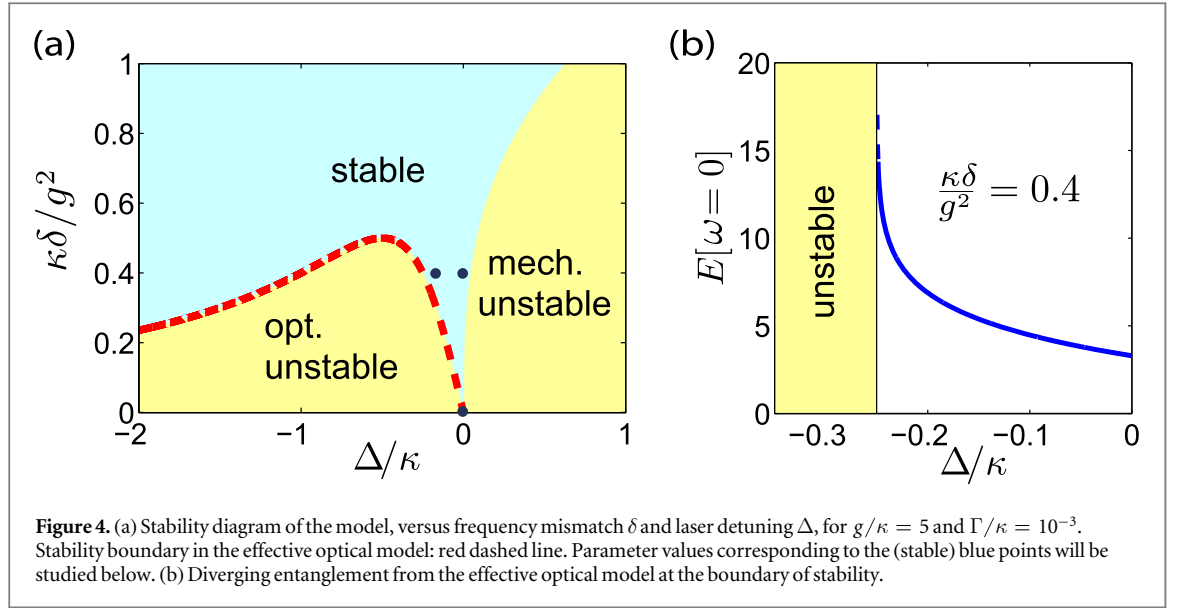 (a)
(b)
1
0.8
0.6
0.4
0.2
0
κδ/g²
stable
opt.
unstable
mech.
unstable
−2
−1
0
1
Δ/κ
20
15
10
5
0
E[ω=0]
unstable
κδ/g² = 0.4
−0.3
−0.2
−0.1
0
Δ/κ
Figure 4. (a) Stability diagram of the model, versus frequency mismatch δ and laser detuning Δ, for g/κ = 5 and Γ/κ = 10⁻³.
Stability boundary in the effective optical model: red dashed line. Parameter values corresponding to the (stable) blue points will be
studied below. (b) Diverging entanglement from the effective optical model at the boundary of stability.